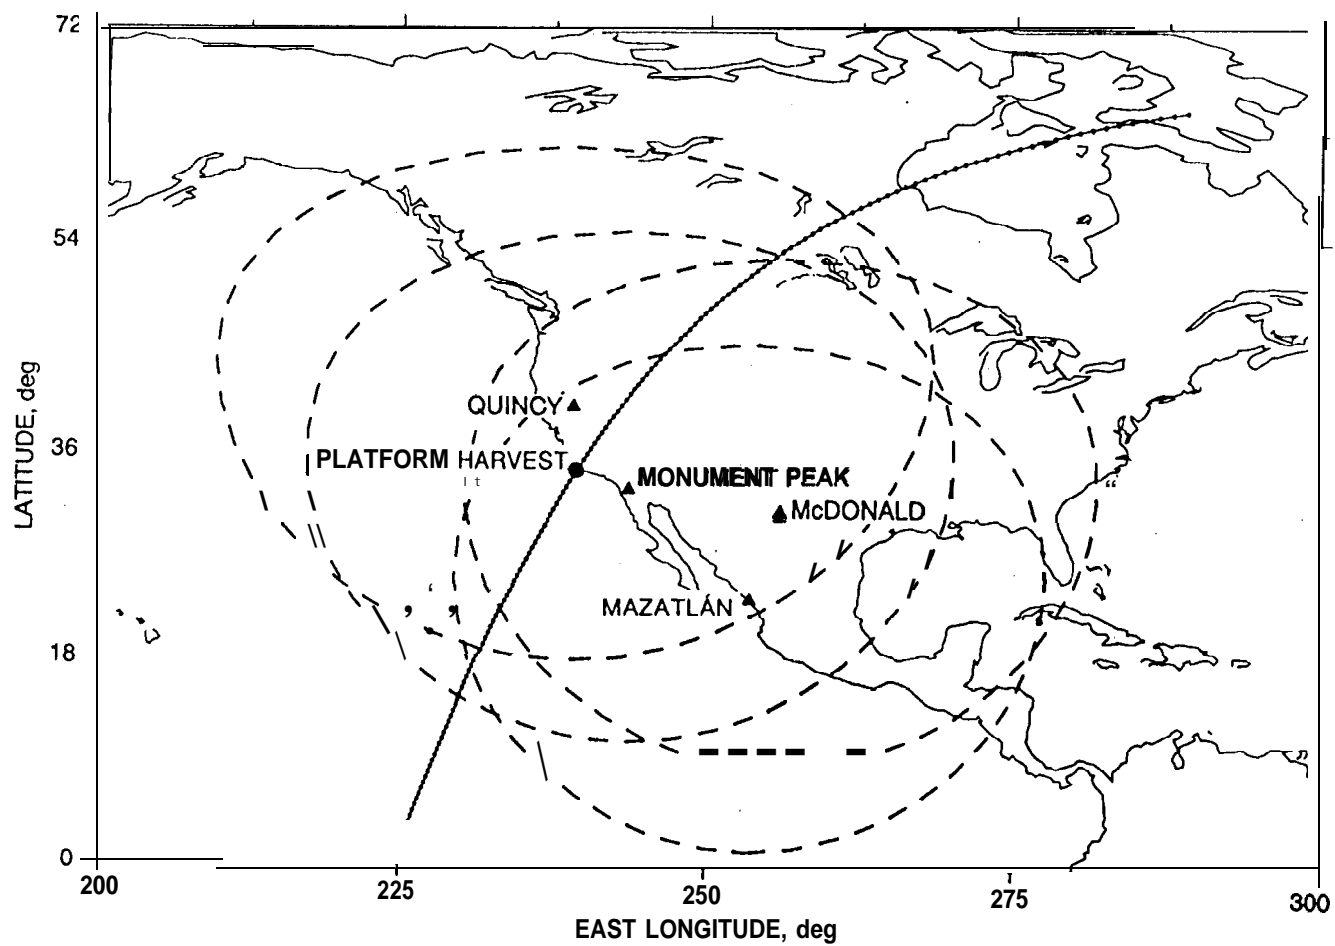 72
54
36
18
0
LATITUDE, deg
QUINCY
PLATFORM HARVEST
MONUMENT PEAK
McDONALD
MAZATLÁN
200
225
250
275
300
EAST LONGITUDE, deg